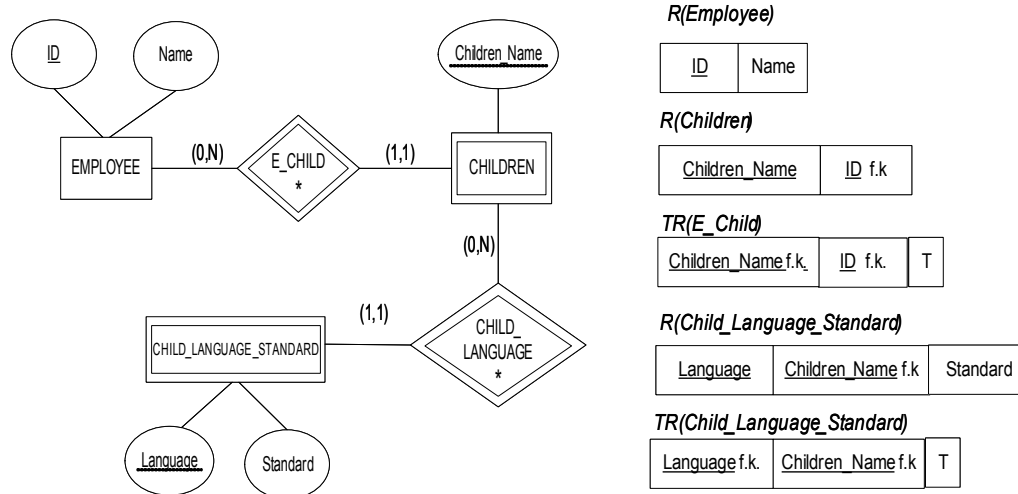 ID
Name
EMPLOYEE
(0,N)
E_CHILD
*
(1,1)
Children_Name
CHILDREN
(0,N)
CHILD_
LANGUAGE
*
(1,1)
CHILD_LANGUAGE_STANDARD
Language
Standard
R(Employee)
ID Name
R(Children)
Children_Name ID f.k
TR(E_Child)
Children_Name f.k. ID f.k. T
R(Child_Language_Standard)
Language Children_Name f.k Standard
TR(Child_Language_Standard)
Language f.k. Children_Name f.k T